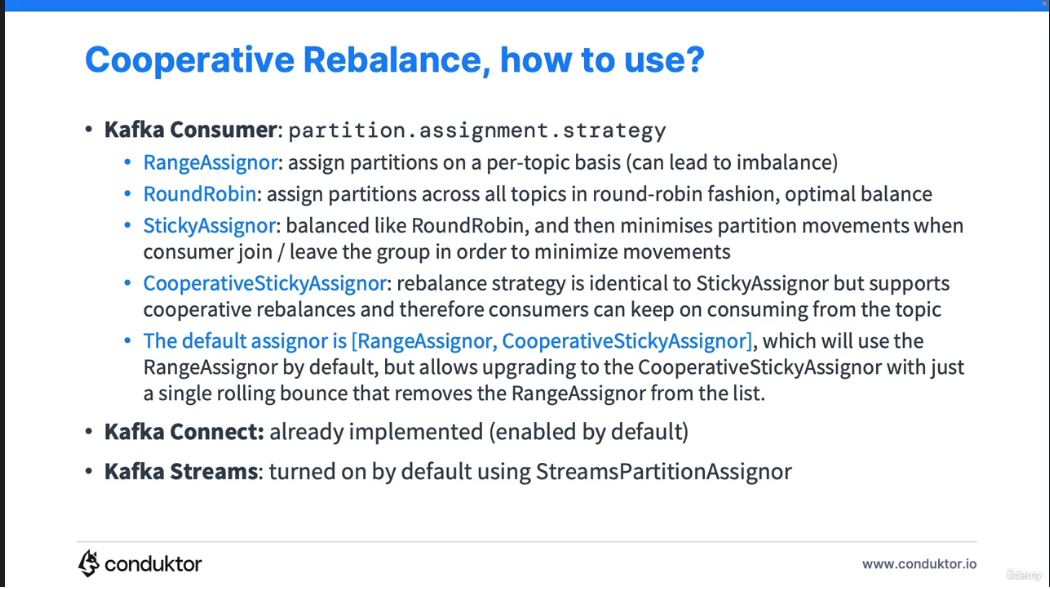 Cooperative Rebalance, how to use?
• Kafka Consumer: partition.assignment.strategy
• RangeAssignor: assign partitions on a per-topic basis (can lead to imbalance)
• RoundRobin: assign partitions across all topics in round-robin fashion, optimal balance
• StickyAssignor: balanced like RoundRobin, and then minimises partition movements when
consumer join / leave the group in order to minimize movements
• CooperativeStickyAssignor: rebalance strategy is identical to StickyAssignor but supports
cooperative rebalances and therefore consumers can keep on consuming from the topic
• The default assignor is [RangeAssignor, CooperativeStickyAssignor], which will use the
RangeAssignor by default, but allows upgrading to the CooperativeStickyAssignor with just
a single rolling bounce that removes the RangeAssignor from the list.
• Kafka Connect: already implemented (enabled by default)
• Kafka Streams: turned on by default using StreamsPartitionAssignor
conduktor
www.conduktor.io
ûdemy